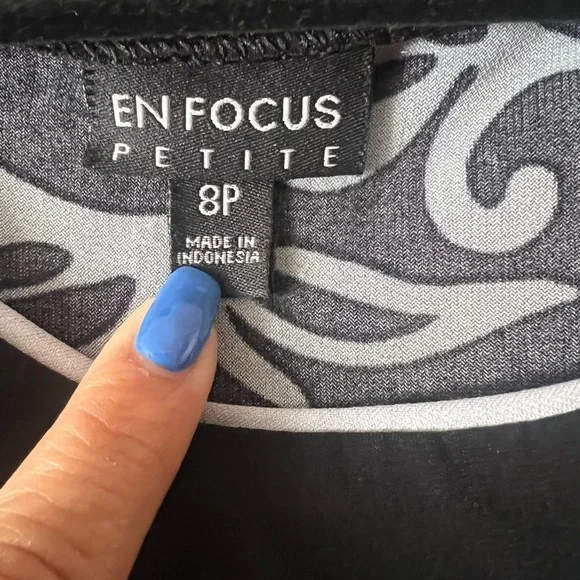 EN FOCUS
PETITE
8P
MADE IN
INDONESIA